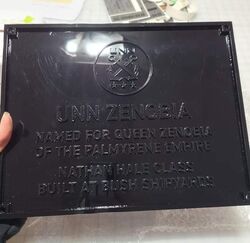 UNN
UNN ZENOBIA
NAMED FOR QUEEN ZENOBIA
OF THE PALMYRENE EMPIRE
NATHAN HALE CLASS
BUILT AT BUSH SHIPYARDS